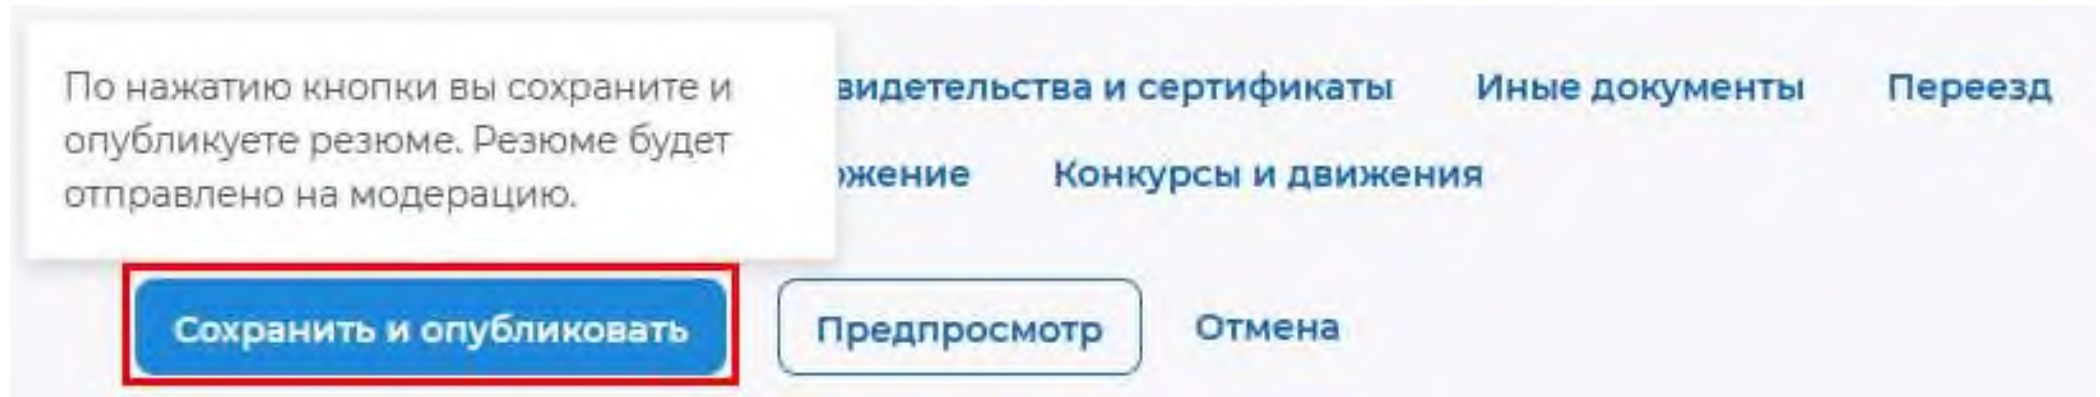 По нажатию кнопки вы сохраните и
опубликуете резюме. Резюме будет
отправлено на модерацию.
видетельства и сертификаты Иные документы Переезд
ожение Конкурсы и движения
Сохранить и опубликовать Предпросмотр Отмена